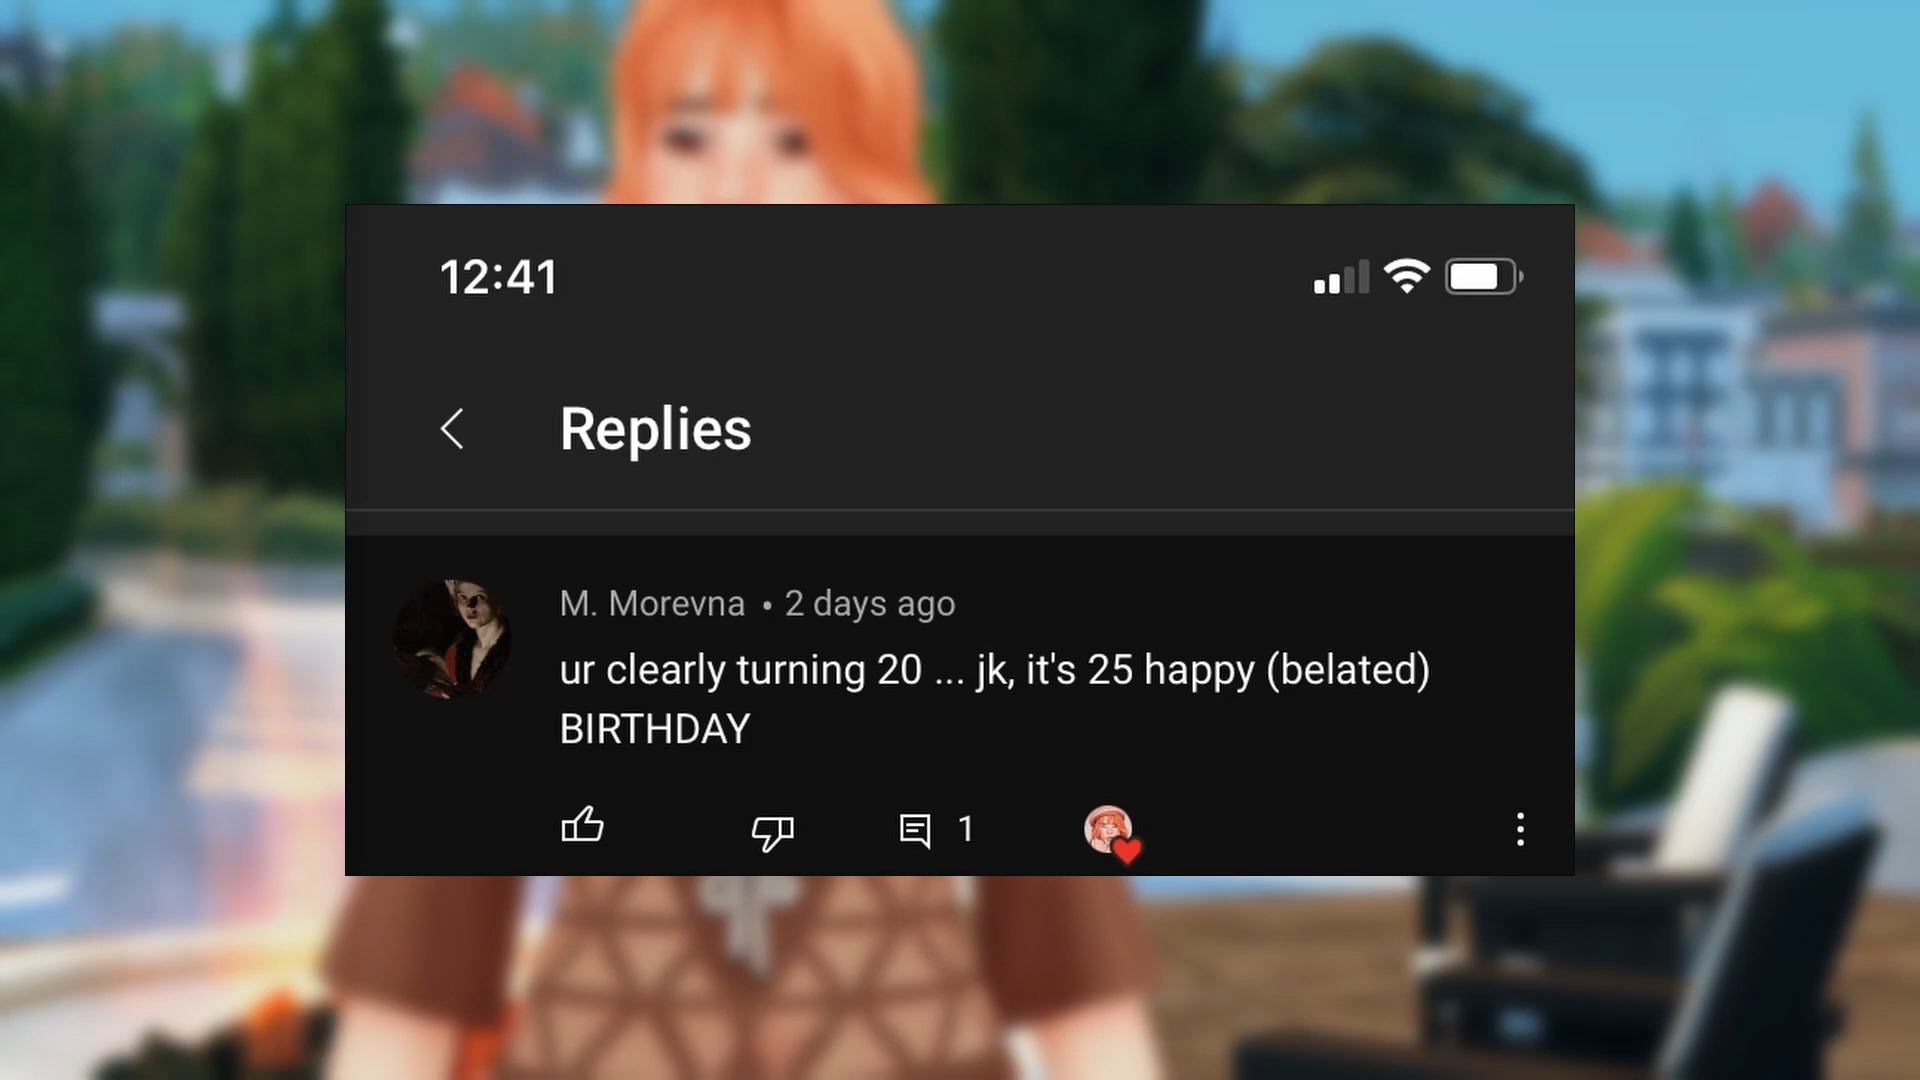 12:41
Replies
M. Morevna • 2 days ago
ur clearly turning 20 ... jk, it's 25 happy (belated)
BIRTHDAY
1